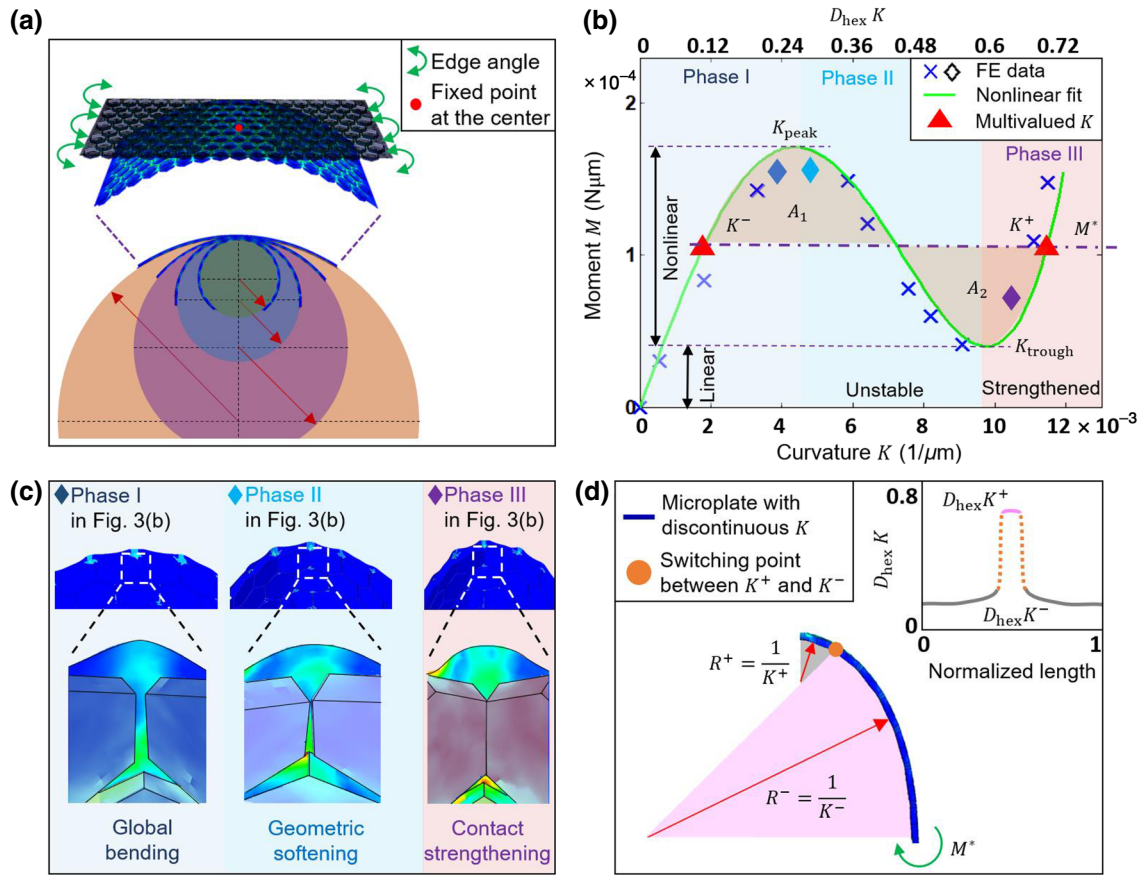 (a)
Edge angle
Fixed point
at the center
(b)
D_hex K
0 0.12 0.24 0.36 0.48 0.6 0.72
× 10⁻⁴
Phase I
Phase II
FE data
Nonlinear fit
Multivalued K
Phase III
2
K_peak
Moment M (Nμm)
Nonlinear
K⁻
A₁
K⁺
M*
1
A₂
K_trough
Linear
Unstable
Strengthened
0
0 2 4 6 8 10 12 × 10⁻³
Curvature K (1/μm)
(c)
Phase I
in Fig. 3(b)
Phase II
in Fig. 3(b)
Phase III
in Fig. 3(b)
Global
bending
Geometric
softening
Contact
strengthening
(d)
Microplate with
discontinuous K
Switching point
between K⁺ and K⁻
0.8
D_hex K⁺
D_hex K
D_hex K⁻
0
0 1
Normalized length
R⁺ = 1/K⁺
R⁻ = 1/K⁻
M*